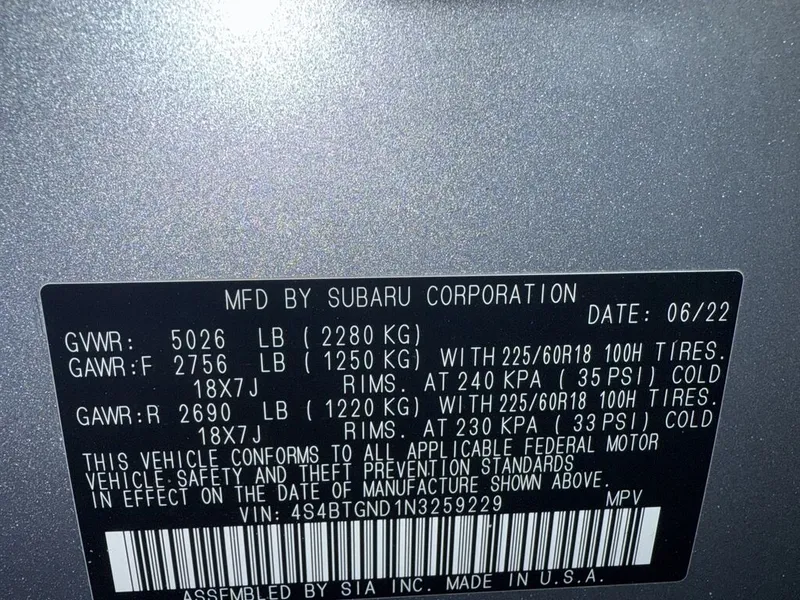 MFD BY SUBARU CORPORATION
DATE: 06/22
GVWR: 5026 LB ( 2280 KG)
GAWR:F 2756 LB ( 1250 KG) WITH 225/60R18 100H TIRES.
18X7J RIMS. AT 240 KPA ( 35 PSI) COLD
GAWR:R 2690 LB ( 1220 KG) WITH 225/60R18 100H TIRES.
18X7J RIMS. AT 230 KPA ( 33 PSI) COLD
THIS VEHICLE CONFORMS TO ALL APPLICABLE FEDERAL MOTOR
VEHICLE SAFETY AND THEFT PREVENTION STANDARDS
IN EFFECT ON THE DATE OF MANUFACTURE SHOWN ABOVE.
VIN: 4S4BTGND1N3259229 MPV
ASSEMBLED BY SIA INC. MADE IN U.S.A.